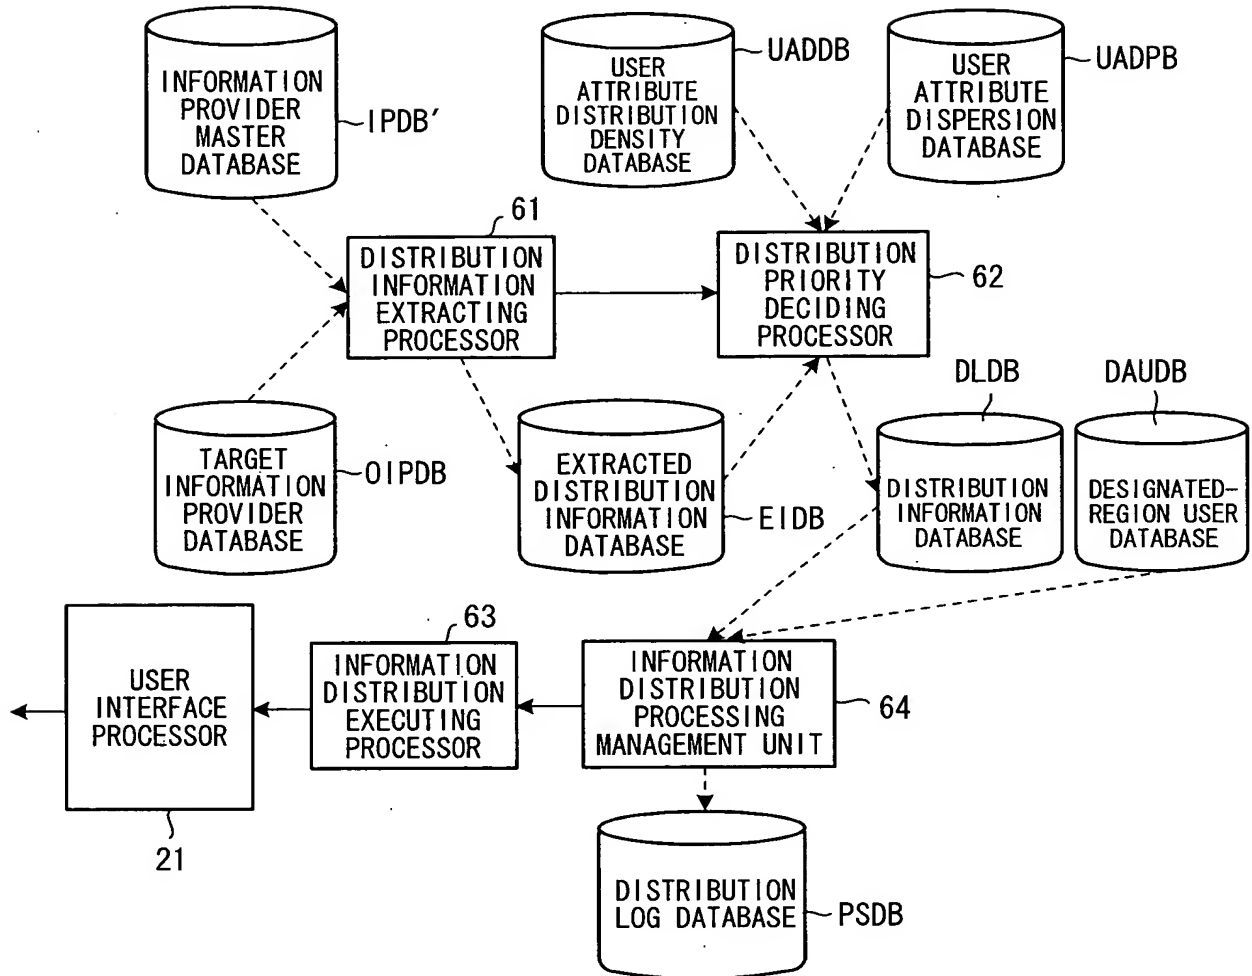 INFORMATION
PROVIDER
MASTER
DATABASE
IPDB′
USER
ATTRIBUTE
DISTRIBUTION
DENSITY
DATABASE
UADDB
USER
ATTRIBUTE
DISPERSION
DATABASE
UADPB
61
DISTRIBUTION
INFORMATION
EXTRACTING
PROCESSOR
DISTRIBUTION
PRIORITY
DECIDING
PROCESSOR
62
TARGET
INFORMATION
PROVIDER
DATABASE
OIPDB
EXTRACTED
DISTRIBUTION
INFORMATION
DATABASE
EIDB
DLDB
DISTRIBUTION
INFORMATION
DATABASE
DAUDB
DESIGNATED-
REGION USER
DATABASE
USER
INTERFACE
PROCESSOR
21
63
INFORMATION
DISTRIBUTION
EXECUTING
PROCESSOR
INFORMATION
DISTRIBUTION
PROCESSING
MANAGEMENT UNIT
64
DISTRIBUTION
LOG DATABASE
PSDB